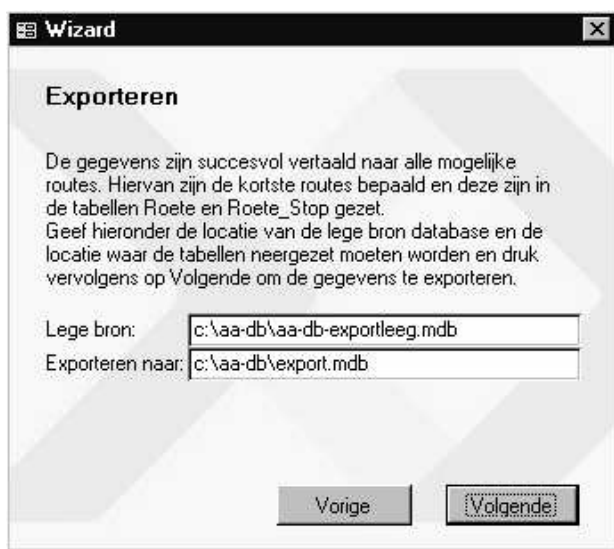 Wizard
Exporteren
De gegevens zijn succesvol vertaald naar alle mogelijke
routes. Hiervan zijn de kortste routes bepaald en deze zijn in
de tabellen Roete en Roete_Stop gezet.
Geef hieronder de locatie van de lege bron database en de
locatie waar de tabellen neergezet moeten worden en druk
vervolgens op Volgende om de gegevens te exporteren.
Lege bron: c:\aa-db\aa-db-exportleeg.mdb
Exporteren naar: c:\aa-db\export.mdb
Vorige Volgende